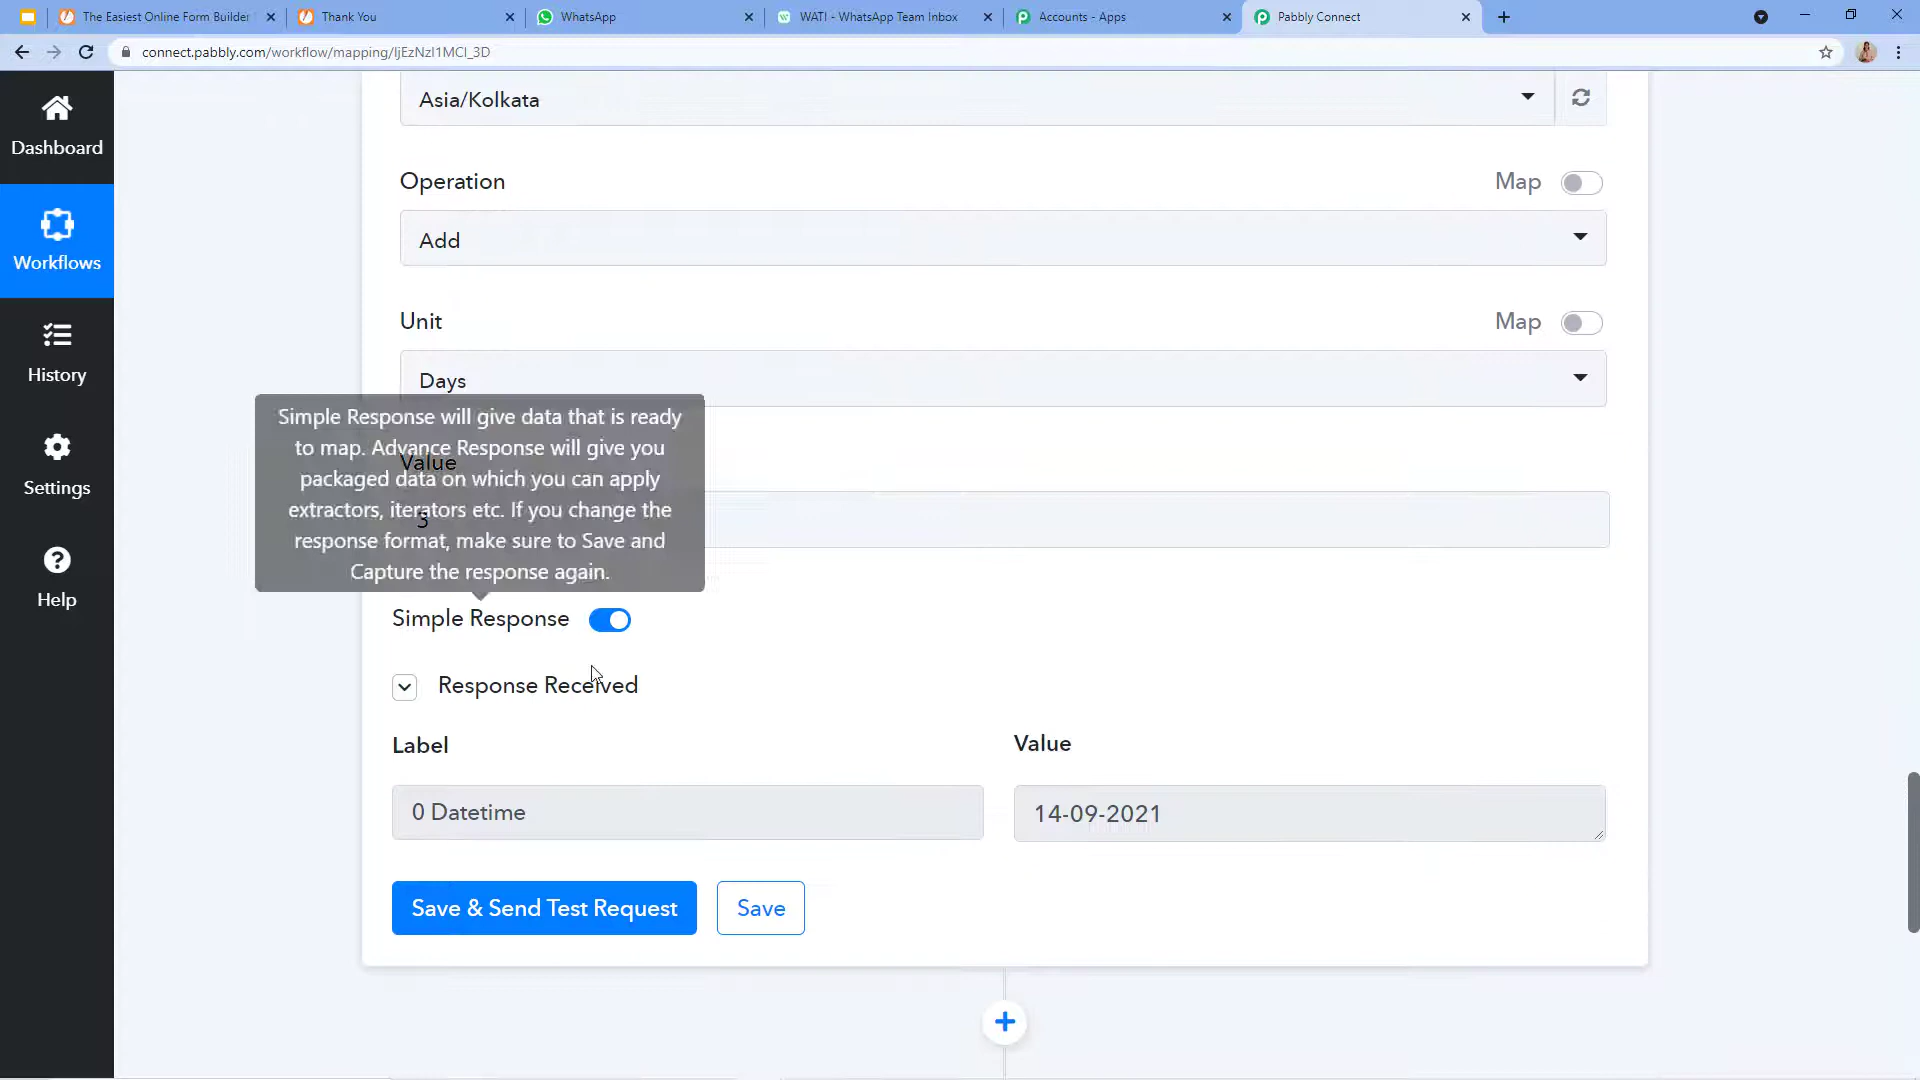 The Easiest Online Form Builder
Thank You
WhatsApp
WATI - WhatsApp Team Inbox
Accounts - Apps
Pabbly Connect
connect.pabbly.com/workflow/mapping/IjEzNzI1MCI_3D
Dashboard
Workflows
History
Settings
Help
Asia/Kolkata
Operation
Map
Add
Unit
Map
Days
Simple Response will give data that is ready
to map. Advance Response will give you
packaged data on which you can apply
extractors, iterators etc. If you change the
response format, make sure to Save and
Capture the response again.
Value
3
Simple Response
Response Received
Label
Value
0 Datetime
14-09-2021
Save & Send Test Request
Save